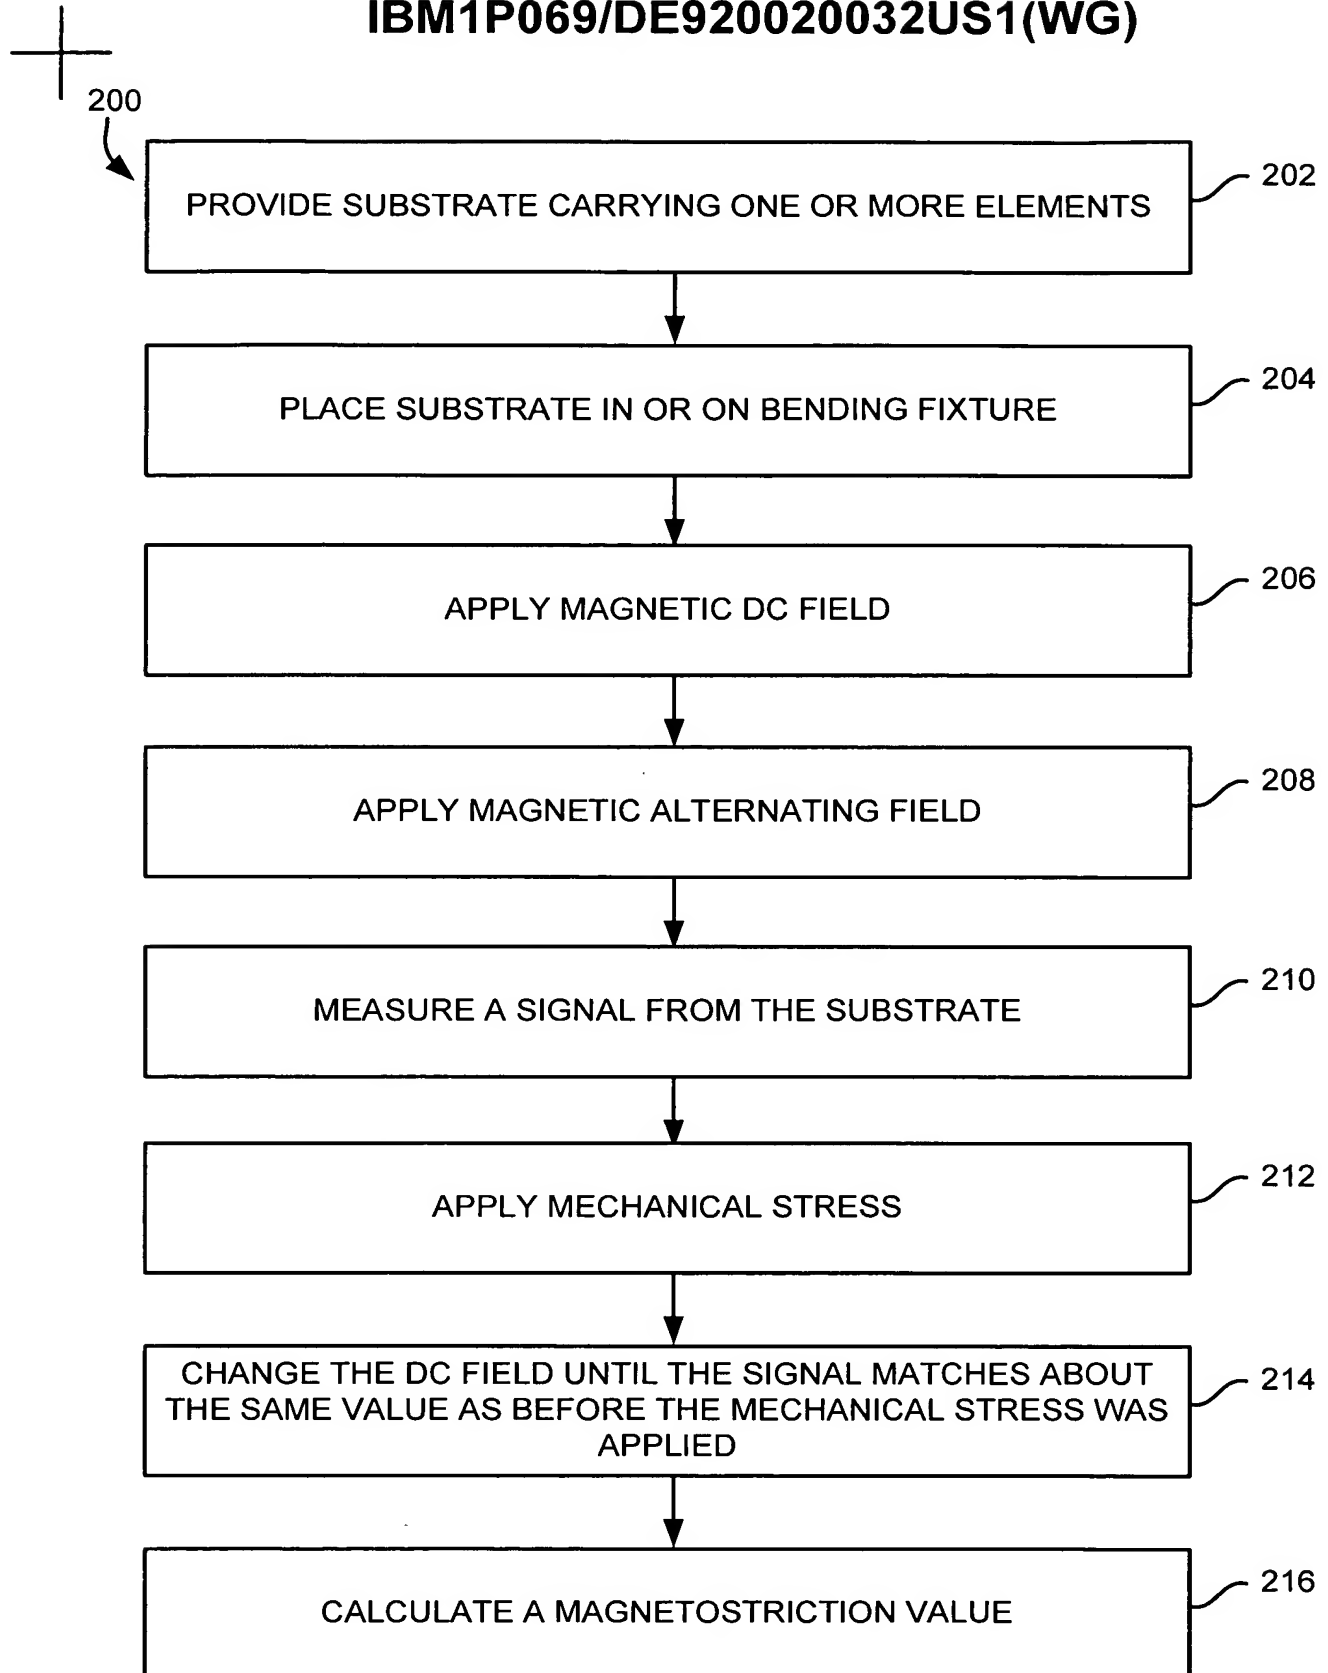 IBM1P069/DE920020032US1(WG)
200
PROVIDE SUBSTRATE CARRYING ONE OR MORE ELEMENTS
202
PLACE SUBSTRATE IN OR ON BENDING FIXTURE
204
APPLY MAGNETIC DC FIELD
206
APPLY MAGNETIC ALTERNATING FIELD
208
MEASURE A SIGNAL FROM THE SUBSTRATE
210
APPLY MECHANICAL STRESS
212
CHANGE THE DC FIELD UNTIL THE SIGNAL MATCHES ABOUT
THE SAME VALUE AS BEFORE THE MECHANICAL STRESS WAS
APPLIED
214
CALCULATE A MAGNETOSTRICTION VALUE
216